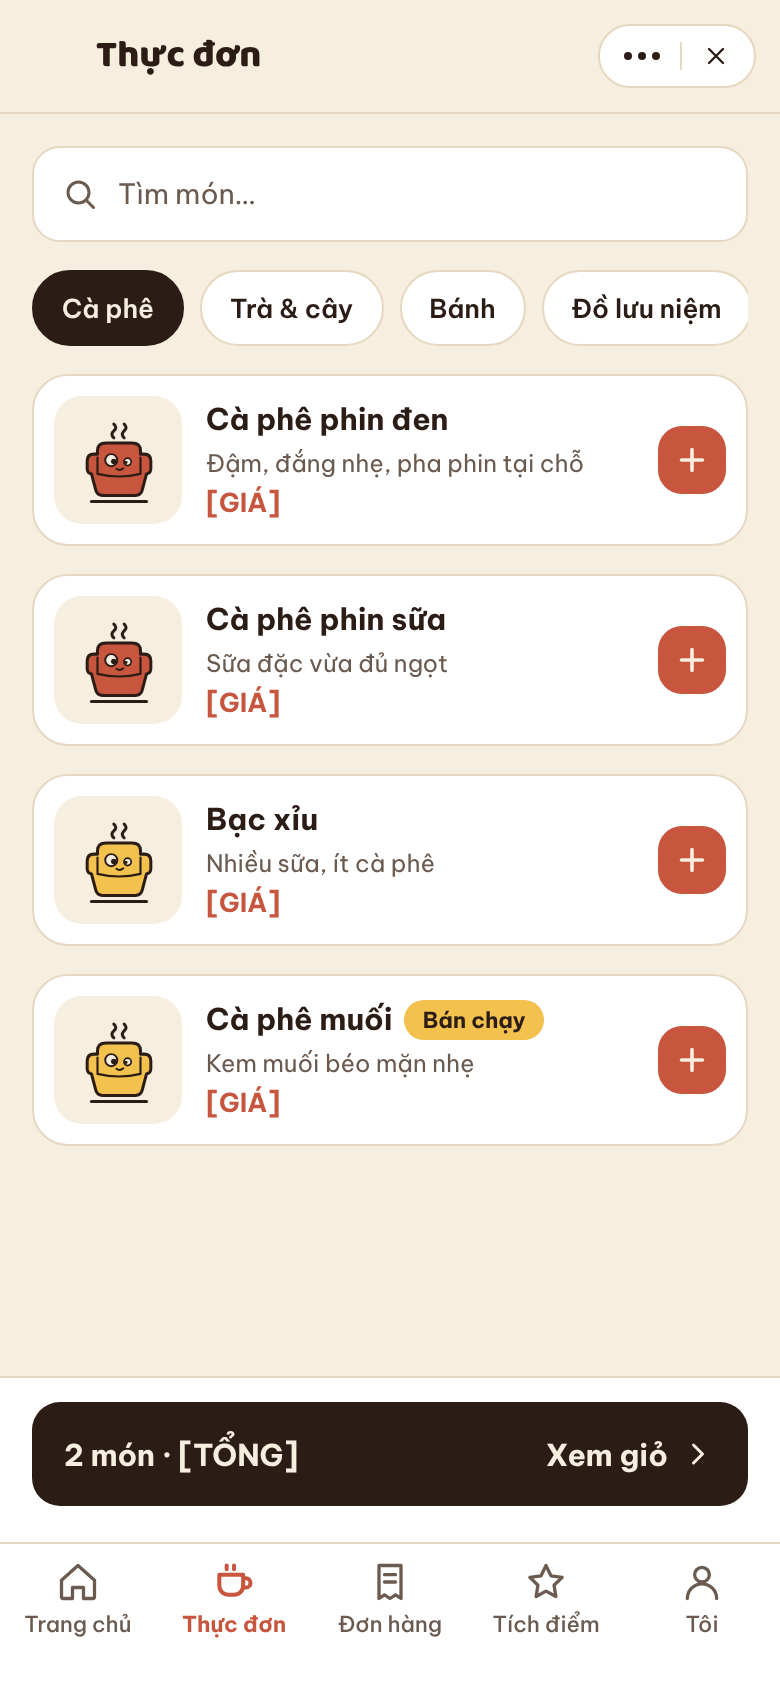 Thực đơn
Tìm món...
Cà phê
Trà & cây
Bánh
Đồ lưu niệm
Cà phê phin đen
Đậm, đắng nhẹ, pha phin tại chỗ
[GIÁ]
Cà phê phin sữa
Sữa đặc vừa đủ ngọt
[GIÁ]
Bạc xỉu
Nhiều sữa, ít cà phê
[GIÁ]
Cà phê muối
Bán chạy
Kem muối béo mặn nhẹ
[GIÁ]
2 món · [TỔNG]
Xem giỏ
Trang chủ
Thực đơn
Đơn hàng
Tích điểm
Tôi